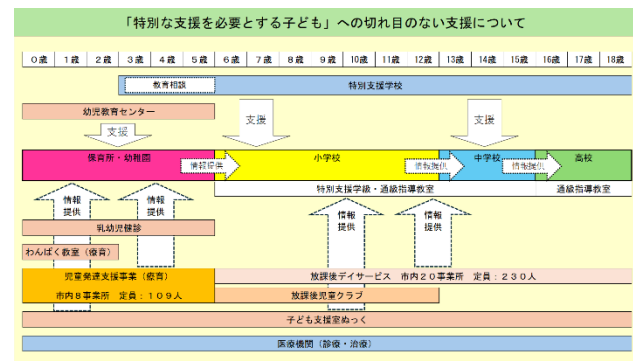 「特別な支援を必要とする子ども」への切れ目のない支援について
0歳 1歳 2歳 3歳 4歳 5歳 6歳 7歳 8歳 9歳 10歳 11歳 12歳 13歳 14歳 15歳 16歳 17歳 18歳
教育相談
特別支援学校
幼児教育センター
支援
支援
支援
保育所・幼稚園
情報提供
小学校
情報提供
中学校
情報提供
高校
特別支援学級・通級指導教室
通級指導教室
情報
提供
情報
提供
情報
提供
情報
提供
乳幼児健診
わんぱく教室（療育）
児童発達支援事業（療育）
市内8事業所 定員：109人
放課後デイサービス 市内20事業所 定員：230人
放課後児童クラブ
子ども支援室ぬっく
医療機関（診療・治療）